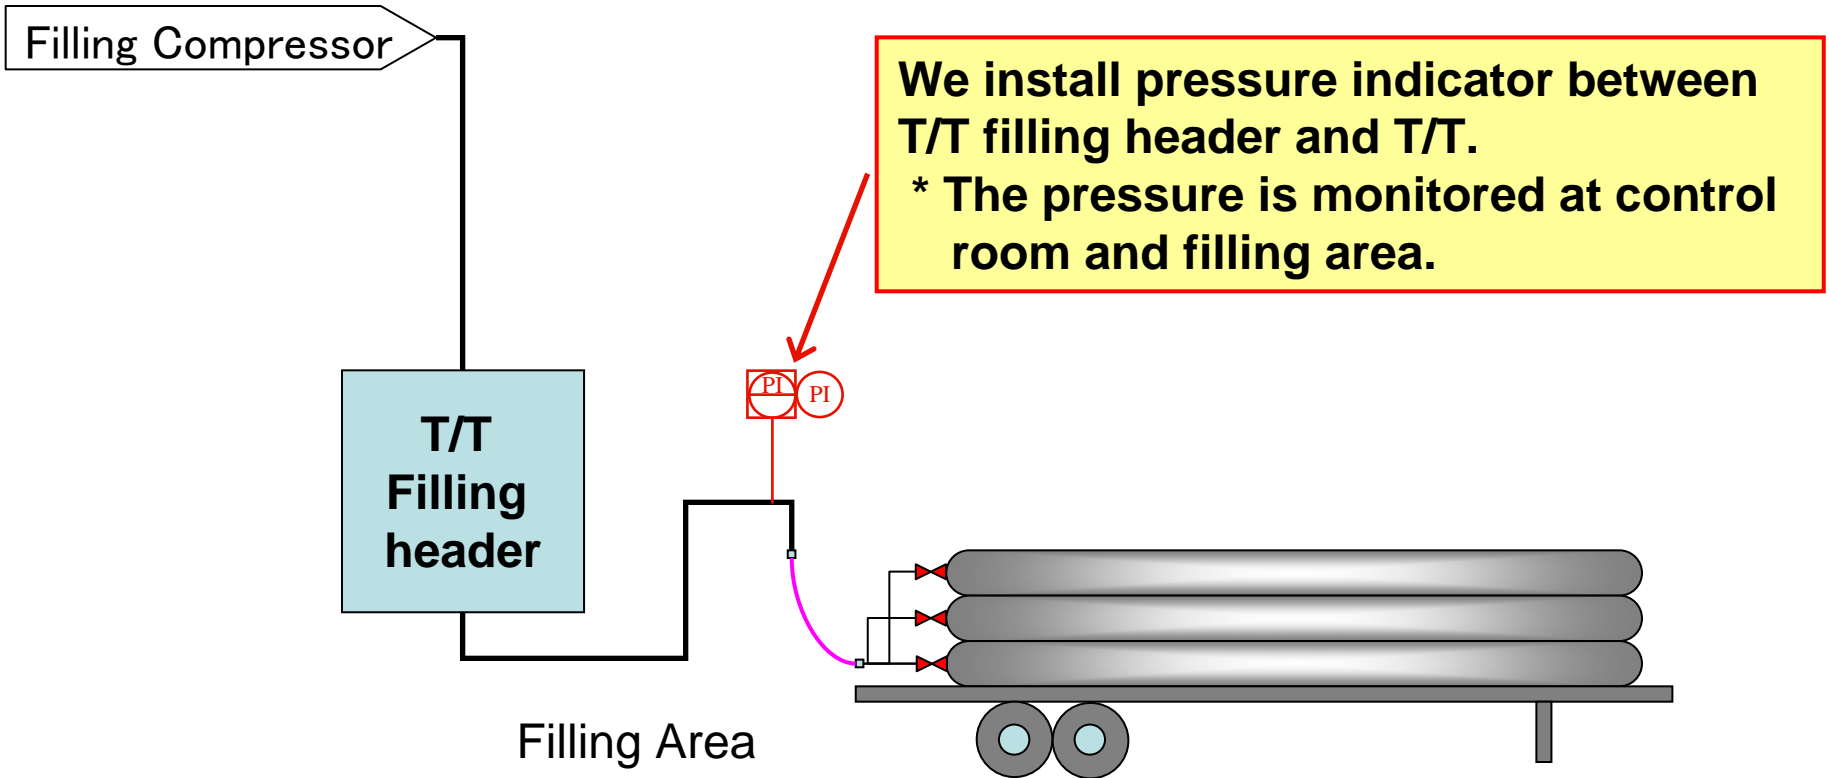 Filling Compressor
We install pressure indicator between
T/T filling header and T/T.
* The pressure is monitored at control
room and filling area.
PI
PI
T/T
Filling
header
Filling Area